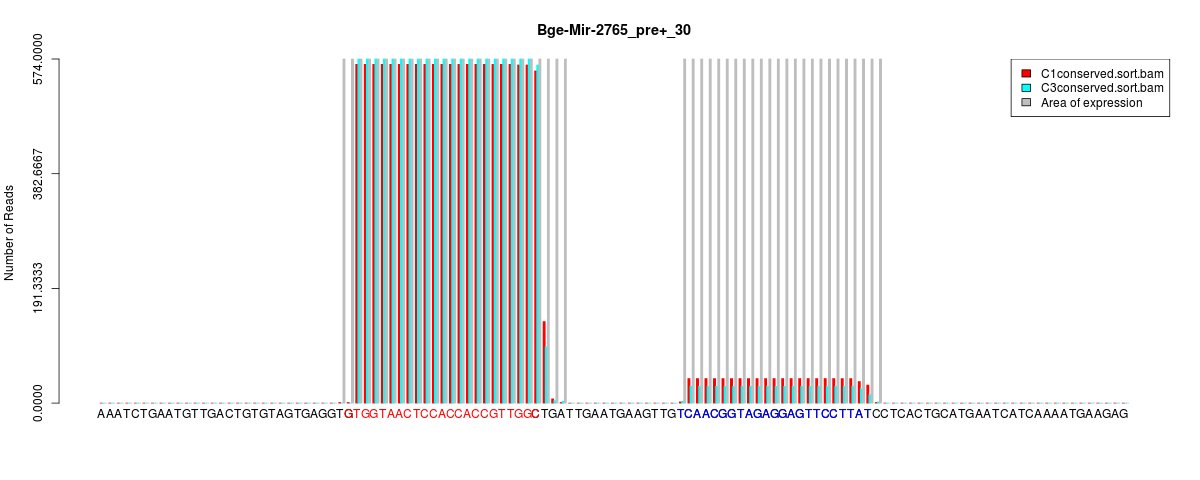 Bge-Mir-2765_pre+_30
574.0000
382.6667
191.3333
0.0000
Number of Reads
C1conserved.sort.bam
C3conserved.sort.bam
Area of expression
AAATCTGAATGTTGACTGTGTAGTGAGGTGTGGTAACTCCACCACCGTTGGCTGATTGAATGAAGTTGTCAACGGTAGAGGAGTTCCTTATCCTCACTGCATGAATCATCAAAATGAAGAG